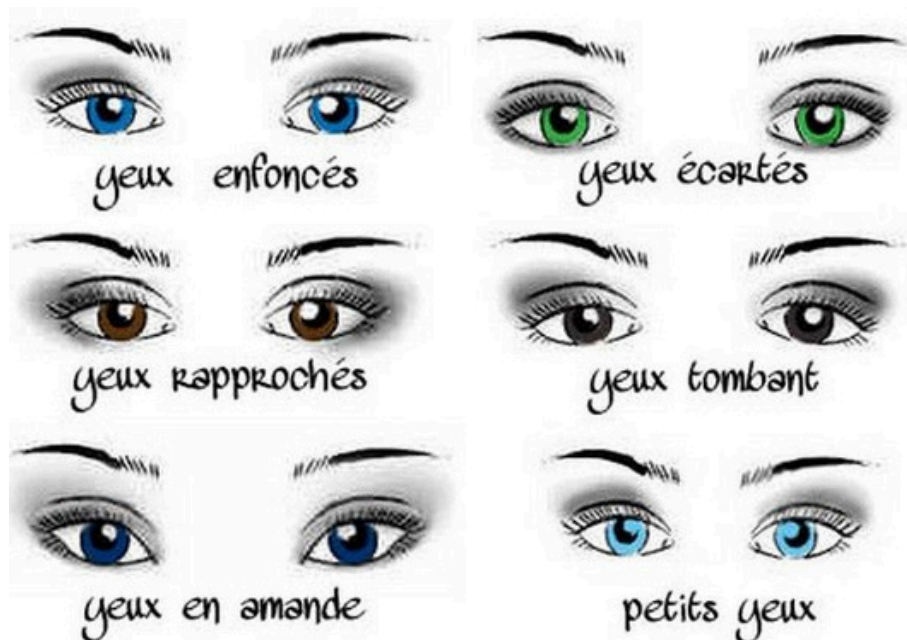 yeux enfoncés
yeux écartés
yeux rapprochés
yeux tombant
yeux en amande
petits yeux